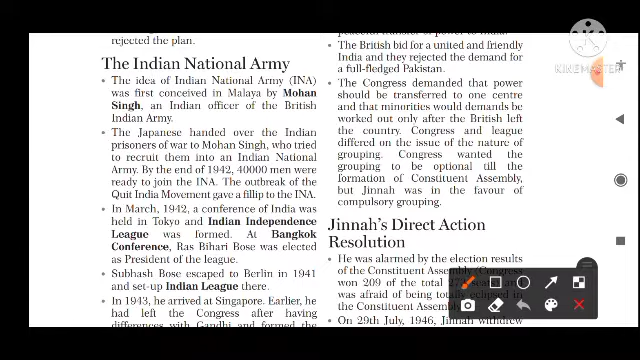 rejected the plan.
The Indian National Army
• The idea of Indian National Army (INA)
was first conceived in Malaya by Mohan
Singh, an Indian officer of the British
Indian Army.
• The Japanese handed over the Indian
prisoners of war to Mohan Singh, who tried
to recruit them into an Indian National
Army. By the end of 1942, 40000 men were
ready to join the INA. The outbreak of the
Quit India Movement gave a fillip to the INA.
• In March, 1942, a conference of India was
held in Tokyo and Indian Independence
League was formed. At Bangkok
Conference, Ras Bihari Bose was elected
as President of the league.
• Subhash Bose escaped to Berlin in 1941
and set-up Indian League there.
• In 1943, he arrived at Singapore. Earlier, he
had left the Congress after having
differences with Gandhi and formed the
peaceful transfer of power to India.
• The British bid for a united and friendly
India and they rejected the demand for
a full-fledged Pakistan.
• The Congress demanded that power
should be transferred to one centre
and that minorities would demands be
worked out only after the British left
the country. Congress and league
differed on the issue of the nature of
grouping. Congress wanted the
grouping to be optional till the
formation of Constituent Assembly,
but Jinnah was in the favour of
compulsory grouping.
Jinnah's Direct Action
Resolution
• He was alarmed by the election results
of the Constituent Assembly (Congress
won 209 of the total
and was afraid of being totally eclipsed in
the Constituent Assembly
• On 29th July, 1946, Jinnah withdrew
KINEMASTER